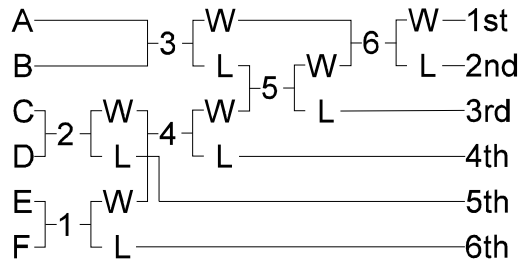 A W W 1st
3 6
B L W L 2nd
5
C W W L 3rd
2 4
D L L 4th
E W 5th
1
F L 6th